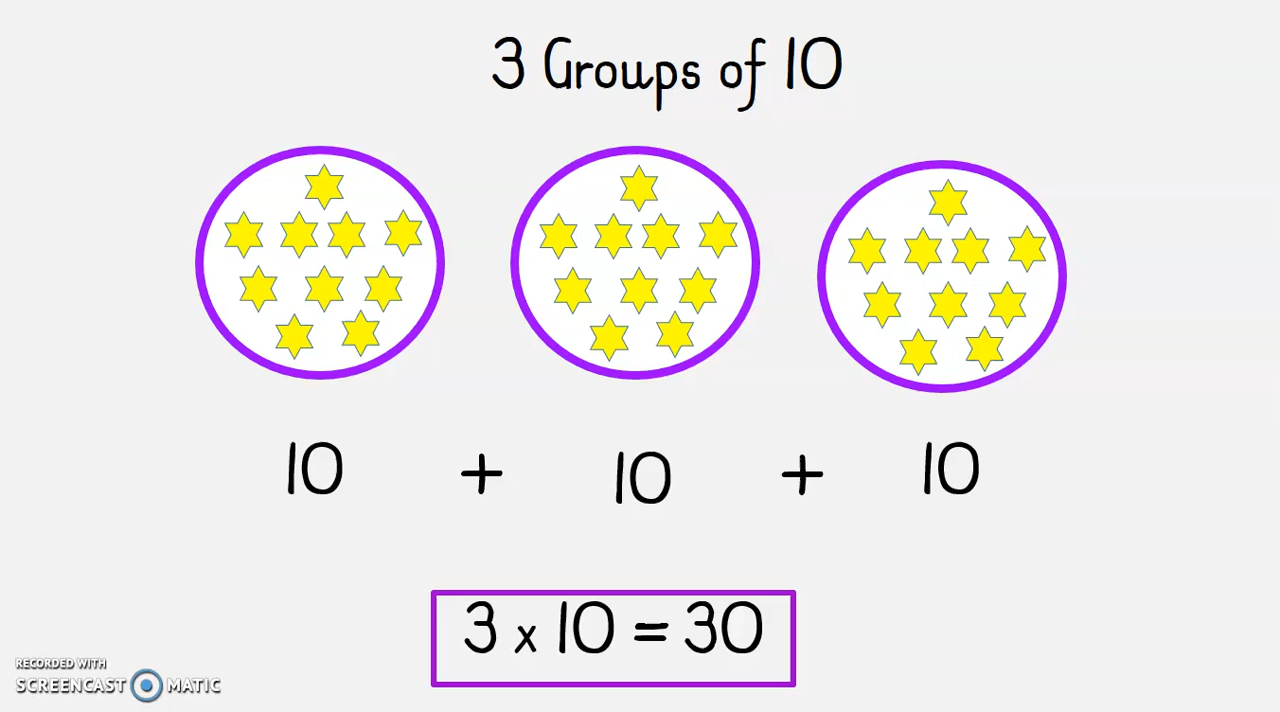 3 Groups of 10
10 + 10 + 10
3 x 10 = 30
RECORDED WITH
SCREENCAST MATIC